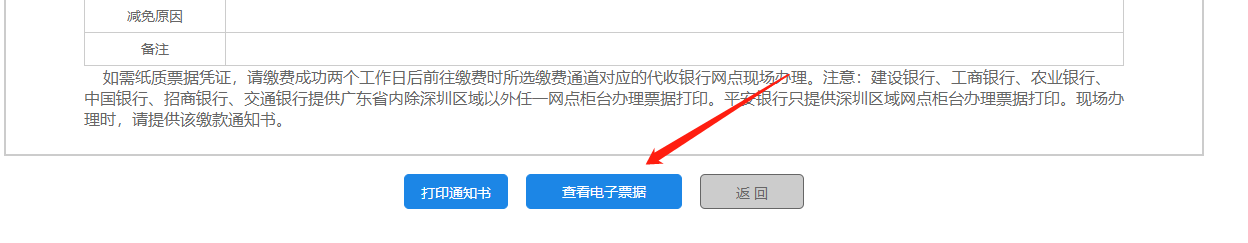 减免原因
备注
如需纸质票据凭证，请缴费成功两个工作日后前往缴费时所选缴费通道对应的代收银行网点现场办理。注意：建设银行、工商银行、农业银行、
中国银行、招商银行、交通银行提供广东省内除深圳区域以外任一网点柜台办理票据打印。平安银行只提供深圳区域网点柜台办理票据打印。现场办
理时，请提供该缴款通知书。
打印通知书 查看电子票据 返 回